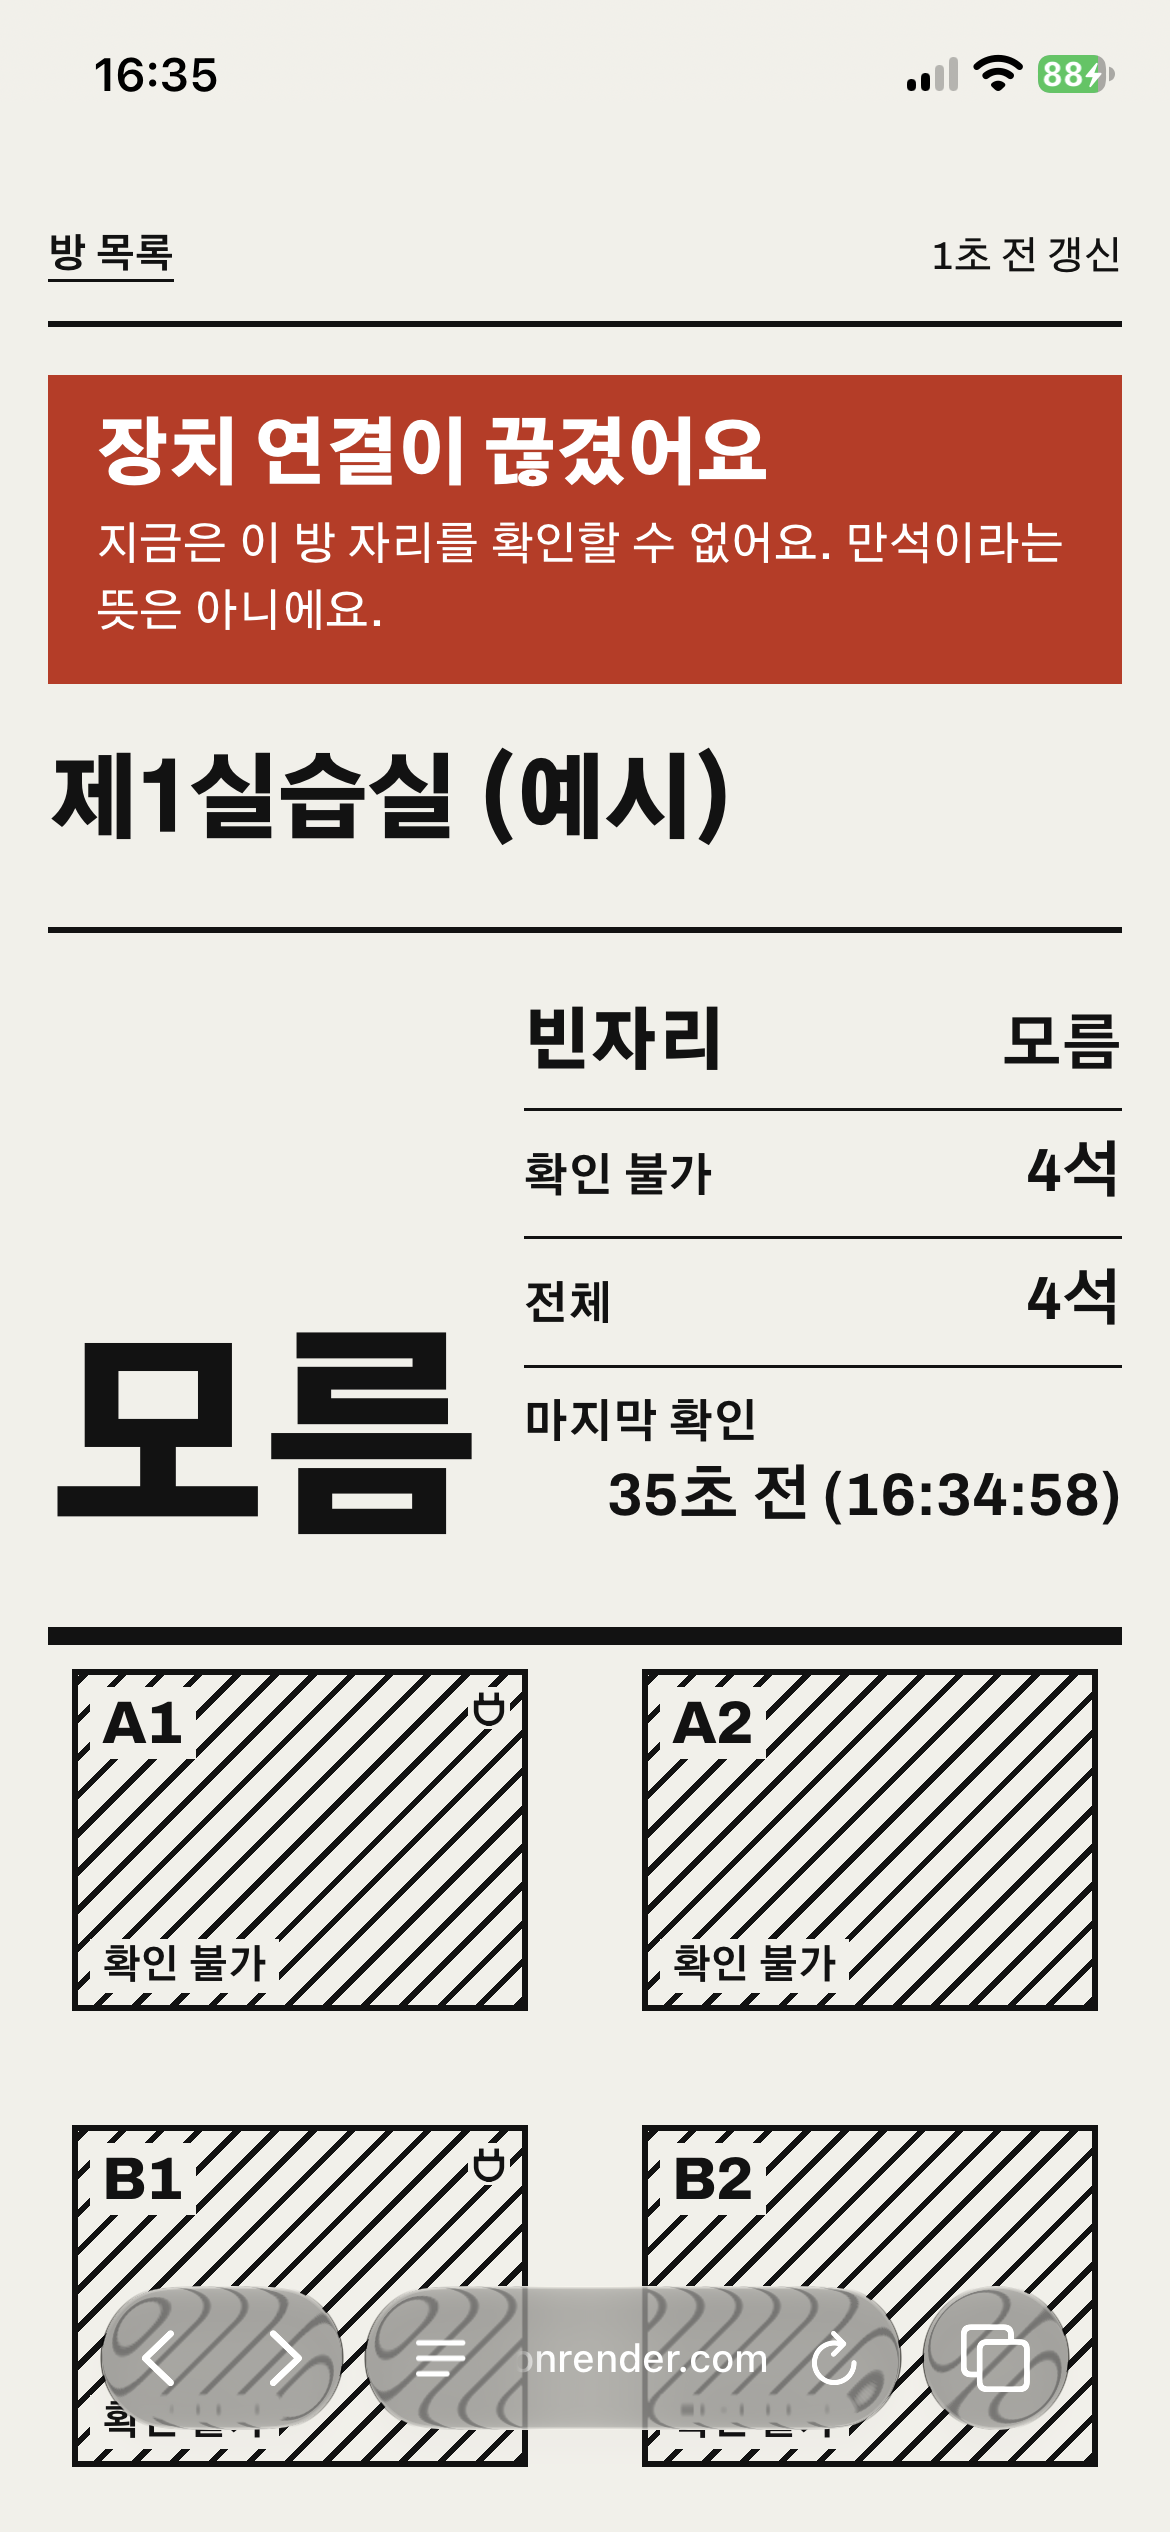 16:35
88
방 목록
1초 전 갱신
장치 연결이 끊겼어요
지금은 이 방 자리를 확인할 수 없어요. 만석이라는
뜻은 아니에요.
제1실습실 (예시)
모름
빈자리 모름
확인 불가 4석
전체 4석
마지막 확인
35초 전 (16:34:58)
A1
확인 불가
A2
확인 불가
B1
B2
onrender.com